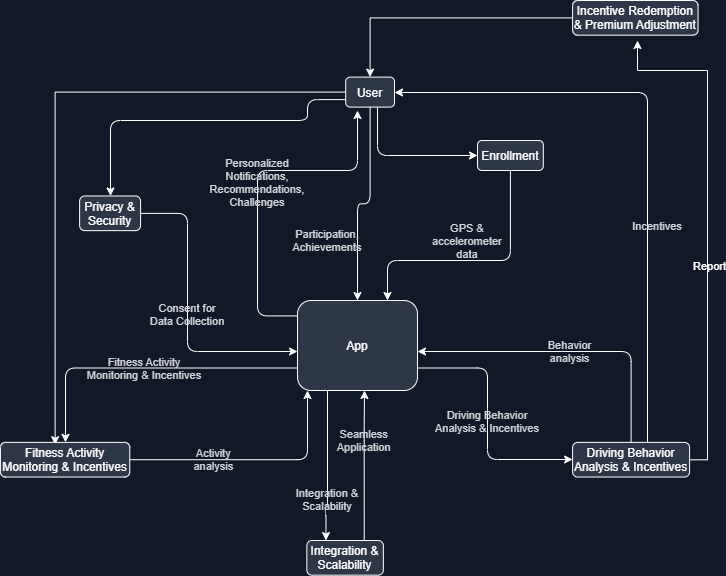 Incentive Redemption
& Premium Adjustment
User
Enrollment
Personalized
Notifications,
Recommendations,
Challenges
Privacy &
Security
Participation,
Achievements
GPS &
accelerometer
data
Incentives
Report
Consent for
Data Collection
App
Behavior
analysis
Fitness Activity
Monitoring & Incentives
Driving Behavior
Analysis & Incentives
Seamless
Application
Fitness Activity
Monitoring & Incentives
Activity
analysis
Driving Behavior
Analysis & Incentives
Integration &
Scalability
Integration &
Scalability